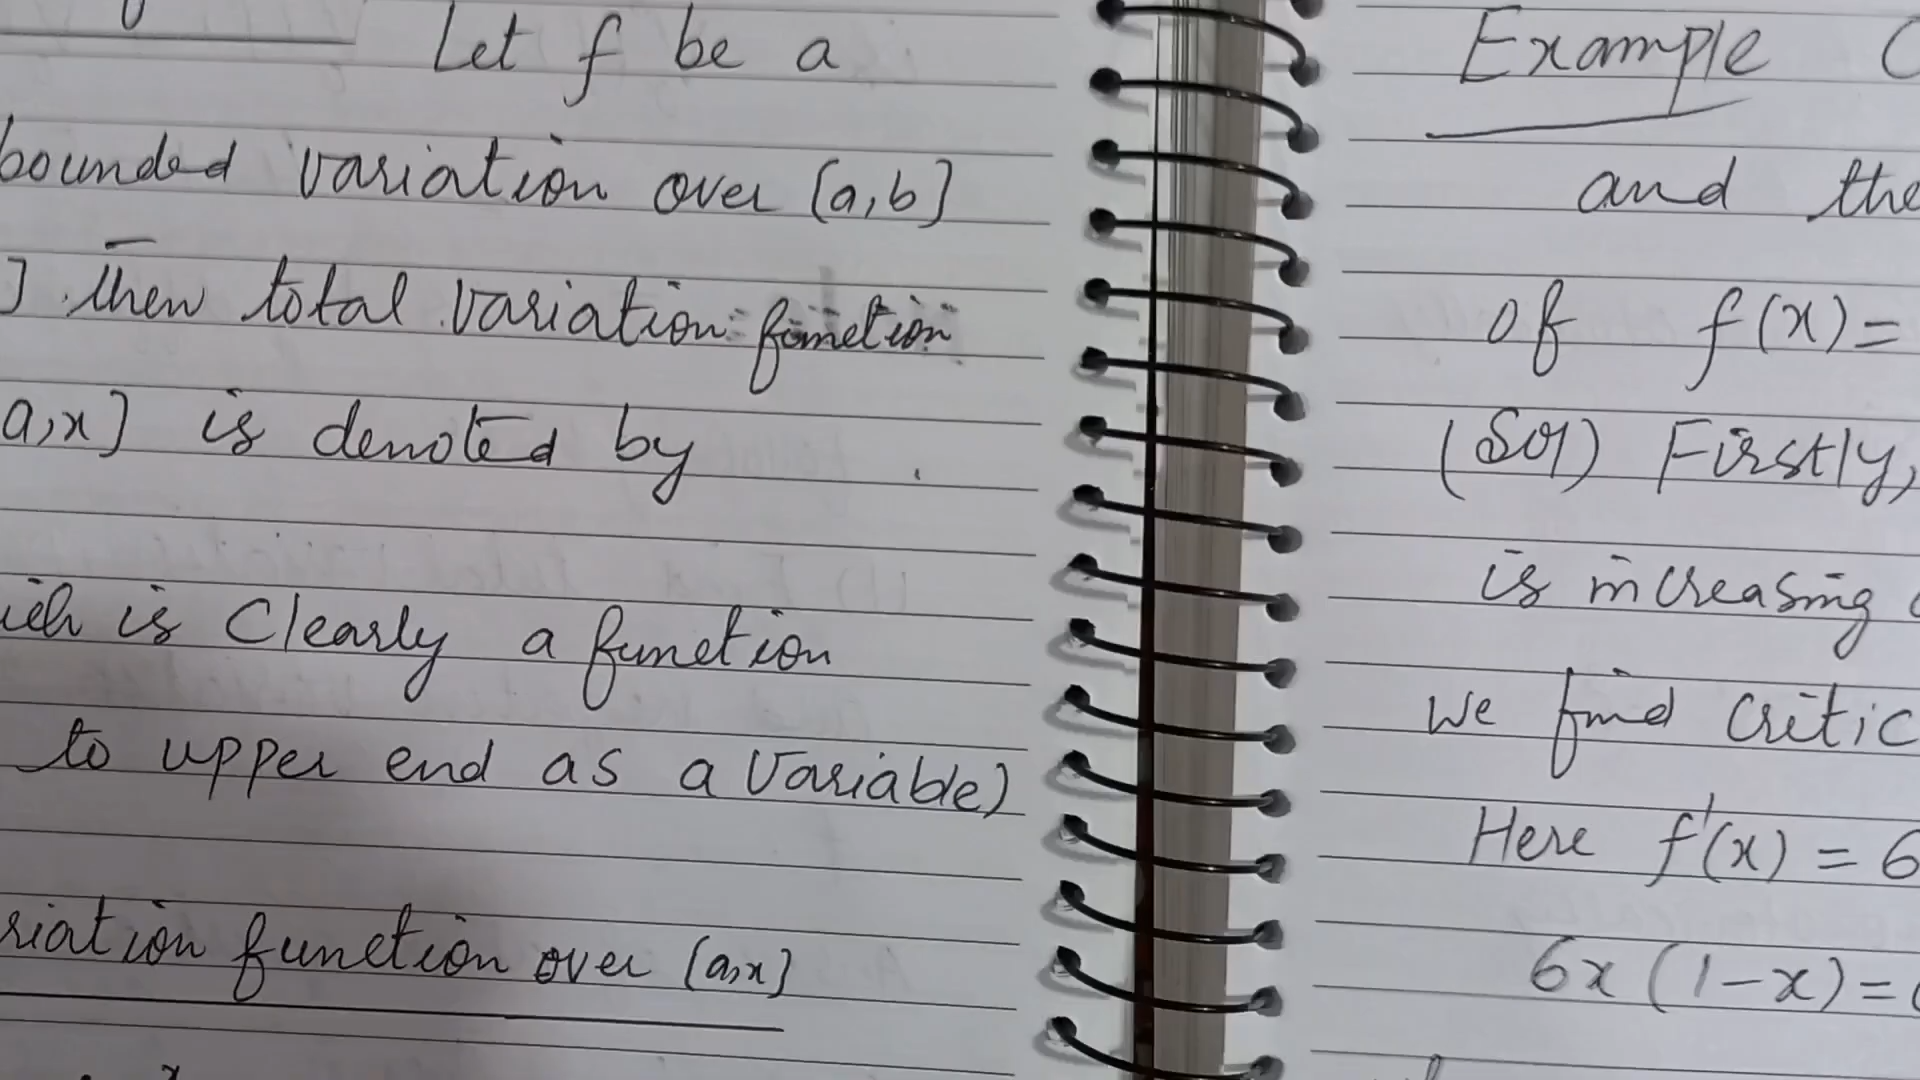 Let f be a
bounded variation over [a,b]
] then total variation function
a,x] is denoted by
ich is Clearly a function
to upper end as a Variable)
riation function over [a,x]
x
Example
and the
of f(x)=
(Sol) Firstly,
is increasing
We find Critic
Here f'(x) = 6
6x(1-x)=